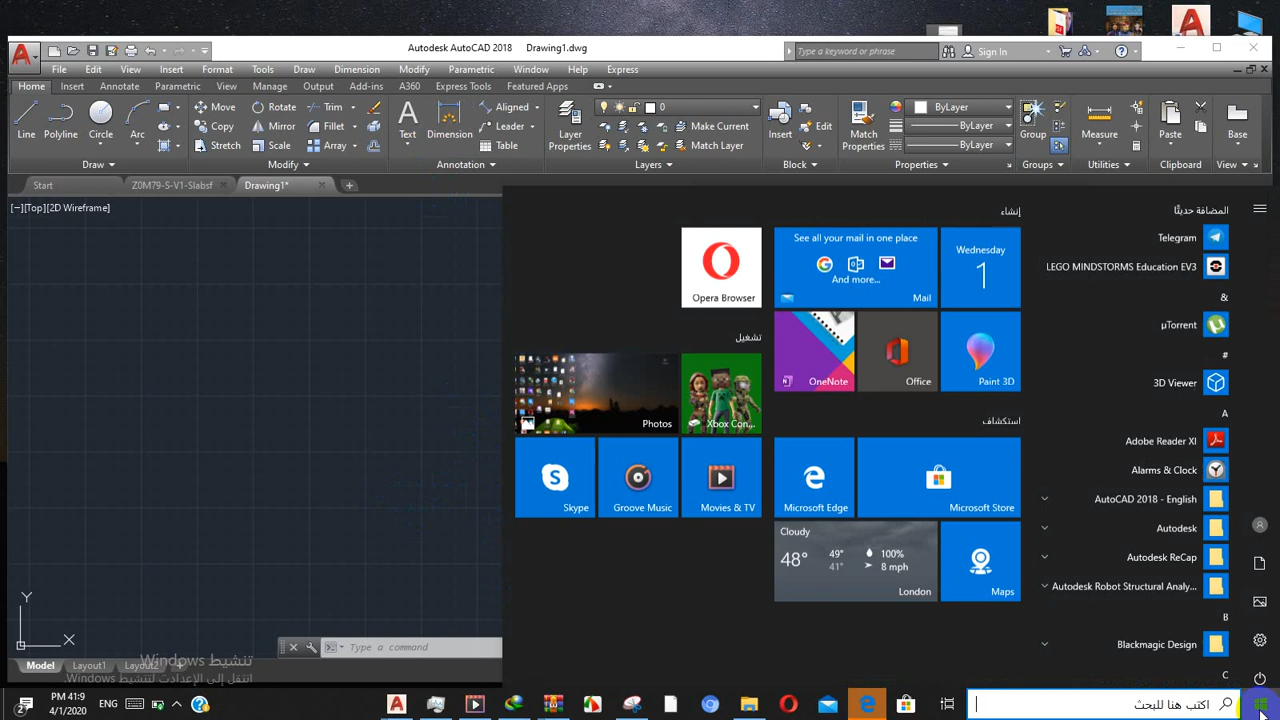 Autodesk AutoCAD 2018 Drawing1.dwg
Type a keyword or phrase
Sign In
File Edit View Insert Format Tools Draw Dimension Modify Parametric Window Help Express
Home Insert Annotate Parametric View Manage Output Add-ins A360 Express Tools Featured Apps
Line Polyline Circle Arc
Move Rotate Trim
Copy Mirror Fillet
Stretch Scale Array
Text Dimension
Aligned
Leader
Table
Layer Properties
0
Make Current
Match Layer
Insert
Edit
Match Properties
ByLayer
ByLayer
ByLayer
Group
Measure
Paste
Base
Draw Modify Annotation Layers Block Properties Groups Utilities Clipboard View
Start Z0M79-S-V1-Slabsf Drawing1*
[−][Top][2D Wireframe]
إنشاء
Opera Browser
See all your mail in one place
And more...
Mail
Wednesday
1
OneNote
Office
Paint 3D
تشغيل
Photos
Xbox Con...
Skype
Groove Music
Movies & TV
استكشاف
Microsoft Edge
Microsoft Store
Cloudy
48° 49° 41° 100% 8 mph
London
Maps
المضافة حديثًا
Telegram
LEGO MINDSTORMS Education EV3
&
µTorrent
#
3D Viewer
A
Adobe Reader XI
Alarms & Clock
AutoCAD 2018 - English
Autodesk
Autodesk ReCap
Autodesk Robot Structural Analy...
B
Blackmagic Design
C
Y
X
Type a command
Model Layout1 Layout2 +
تنشيط Windows
انتقل إلى الإعدادات لتنشيط Windows.
2
PM 41:9
4/1/2020
ENG
اكتب هنا للبحث